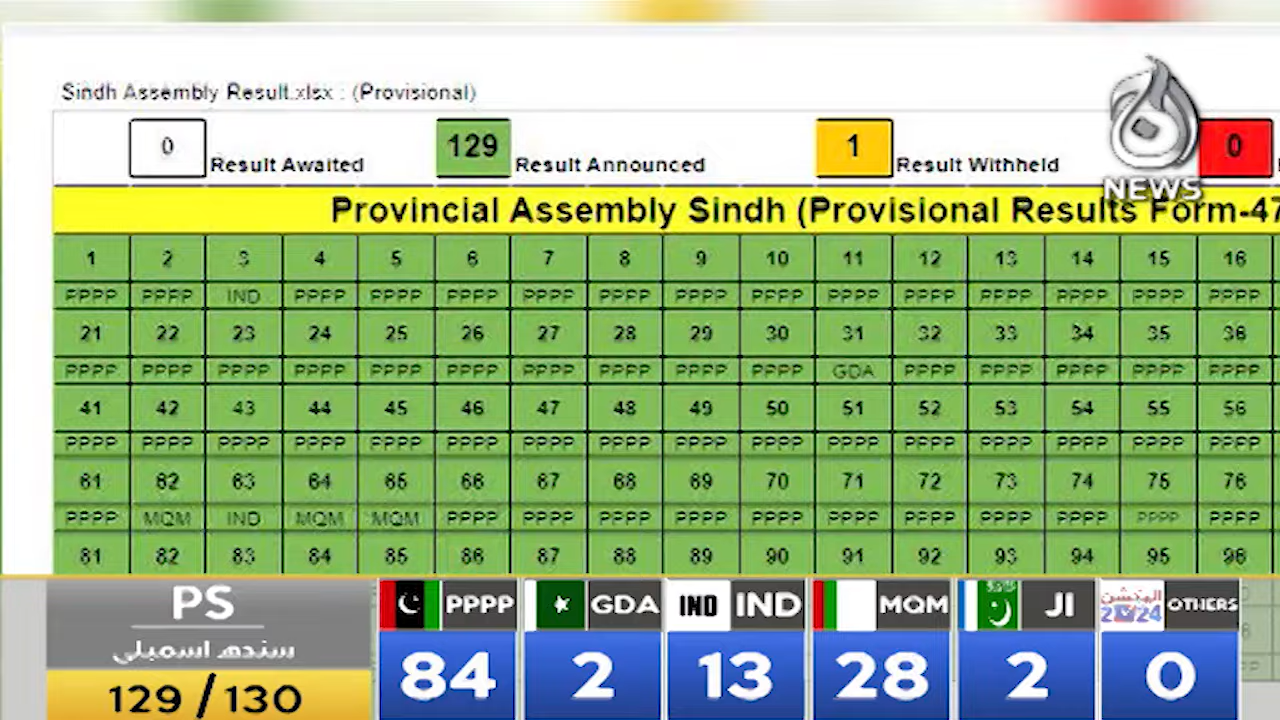 Sindh Assembly Result.xlsx : (Provisional)
0 Result Awaited 129 Result Announced 1 Result Withheld 0
NEWS
Provincial Assembly Sindh (Provisional Results Form-47
1 2 3 4 5 6 7 8 9 10 11 12 13 14 15 16
PPPP PPPP IND PPPP PPPP PPPP PPPP PPPP PPPP PPPP PPPP PPPP PPPP PPPP PPPP PPPP
21 22 23 24 25 26 27 28 29 30 31 32 33 34 35 36
PPPP PPPP PPPP PPPP PPPP PPPP PPPP PPPP PPPP PPPP GDA PPPP PPPP PPPP PPPP PPPP
41 42 43 44 45 46 47 48 49 50 51 52 53 54 55 56
PPPP PPPP PPPP PPPP PPPP PPPP PPPP PPPP PPPP PPPP PPPP PPPP PPPP PPPP PPPP PPPP
61 62 63 64 65 66 67 68 69 70 71 72 73 74 75 76
PPPP MQM IND MQM MQM PPPP PPPP PPPP PPPP PPPP PPPP PPPP PPPP PPPP PPPP PPPP
81 82 83 84 85 86 87 88 89 90 91 92 93 94 95 96
PS
سندھ اسمبلی
129 / 130
PPPP GDA IND IND MQM JI الیکشن 2024 OTHERS
84 2 13 28 2 0